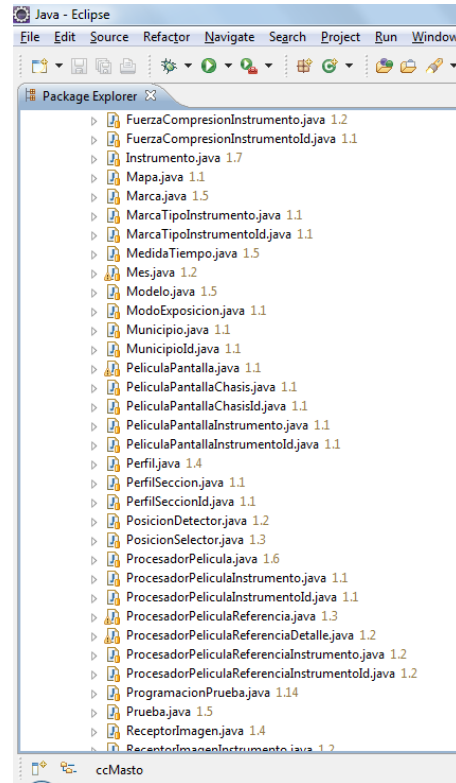 Java - Eclipse
File Edit Source Refactor Navigate Search Project Run Window
Package Explorer
FuerzaCompresionInstrumento.java 1.2
FuerzaCompresionInstrumentoId.java 1.1
Instrumento.java 1.7
Mapa.java 1.1
Marca.java 1.5
MarcaTipoInstrumento.java 1.1
MarcaTipoInstrumentoId.java 1.1
MedidaTiempo.java 1.5
Mes.java 1.2
Modelo.java 1.5
ModoExposicion.java 1.1
Municipio.java 1.1
MunicipioId.java 1.1
PeliculaPantalla.java 1.1
PeliculaPantallaChasis.java 1.1
PeliculaPantallaChasisId.java 1.1
PeliculaPantallaInstrumento.java 1.1
PeliculaPantallaInstrumentoId.java 1.1
Perfil.java 1.4
PerfilSeccion.java 1.1
PerfilSeccionId.java 1.1
PosicionDetector.java 1.2
PosicionSelector.java 1.3
ProcesadorPelicula.java 1.6
ProcesadorPeliculaInstrumento.java 1.1
ProcesadorPeliculaInstrumentoId.java 1.1
ProcesadorPeliculaReferencia.java 1.3
ProcesadorPeliculaReferenciaDetalle.java 1.2
ProcesadorPeliculaReferenciaInstrumento.java 1.2
ProcesadorPeliculaReferenciaInstrumentoId.java 1.2
ProgramacionPrueba.java 1.14
Prueba.java 1.5
ReceptorImagen.java 1.4
ReceptorImagenInstrumento.java 1.2
ccMasto